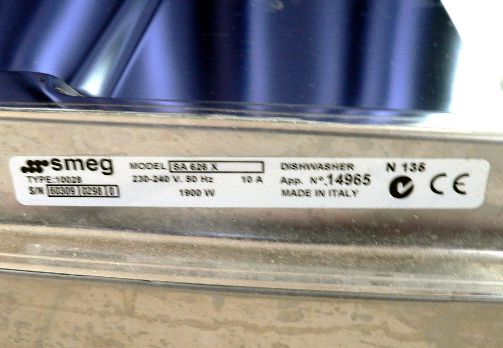 smeg MODEL SA 626 X DISHWASHER N 135
TYPE:10028 230-240 V. 50 Hz 10 A App. N°.14965
S/N 60309 0298 0 1900 W MADE IN ITALY CE